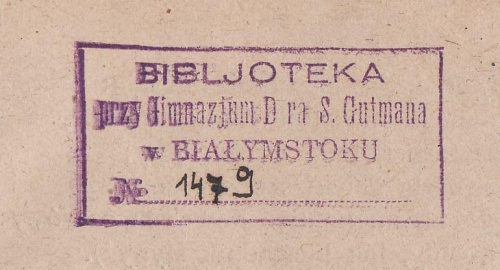 BIBLJOTEKA
przy Gimnazjum D ra S. Gutmana
w BIAŁYMSTOKU
№ 1479